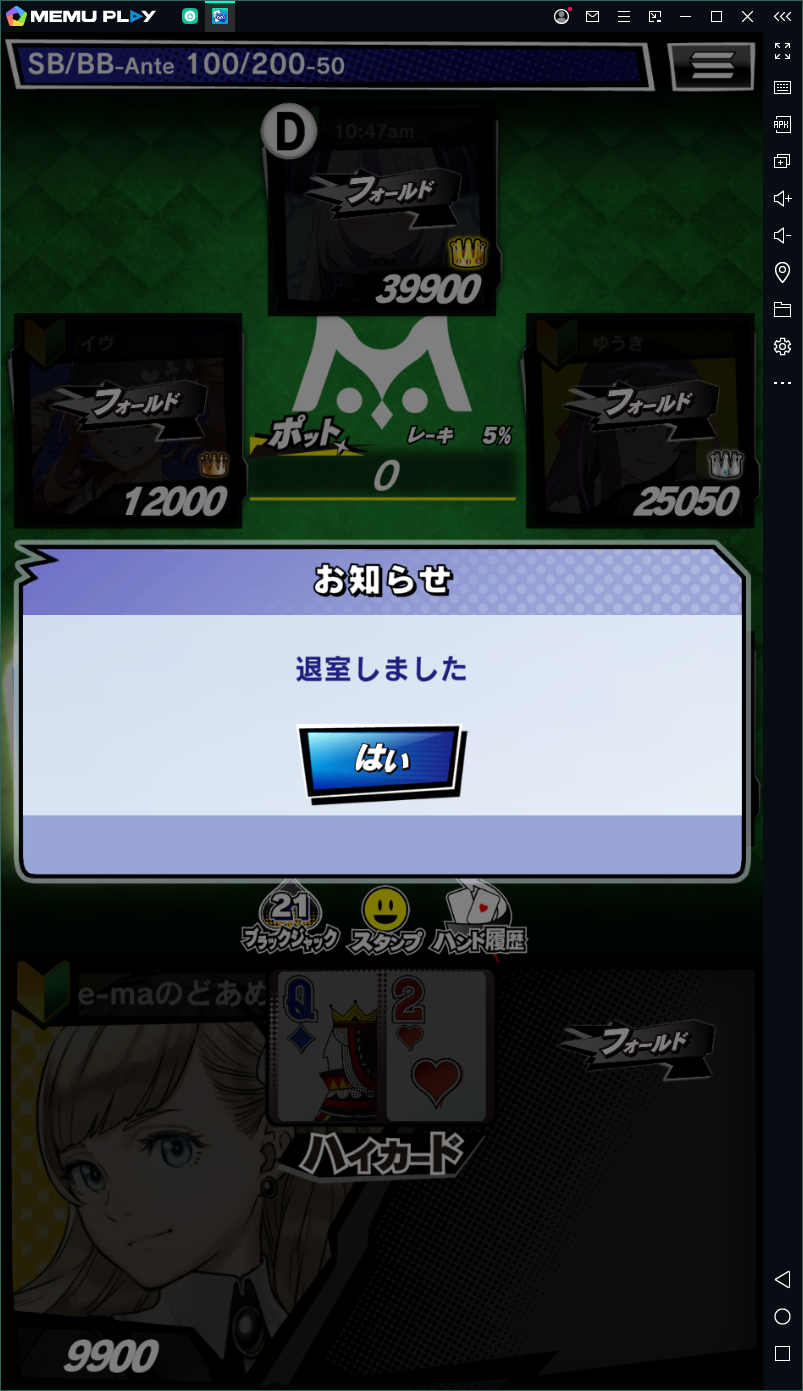 MEMU PLAY
SB/BB-Ante 100/200-50
D
10:47am
フォールド
39900
イヴ
フォールド
12000
ゆうき
フォールド
25050
ポット
レーキ 5%
0
お知らせ
退室しました
はい
21
ブラックジャック
スタンプ
ハンド履歴
e-maのどあめ
Q
2
フォールド
ハイカード
9900
APK